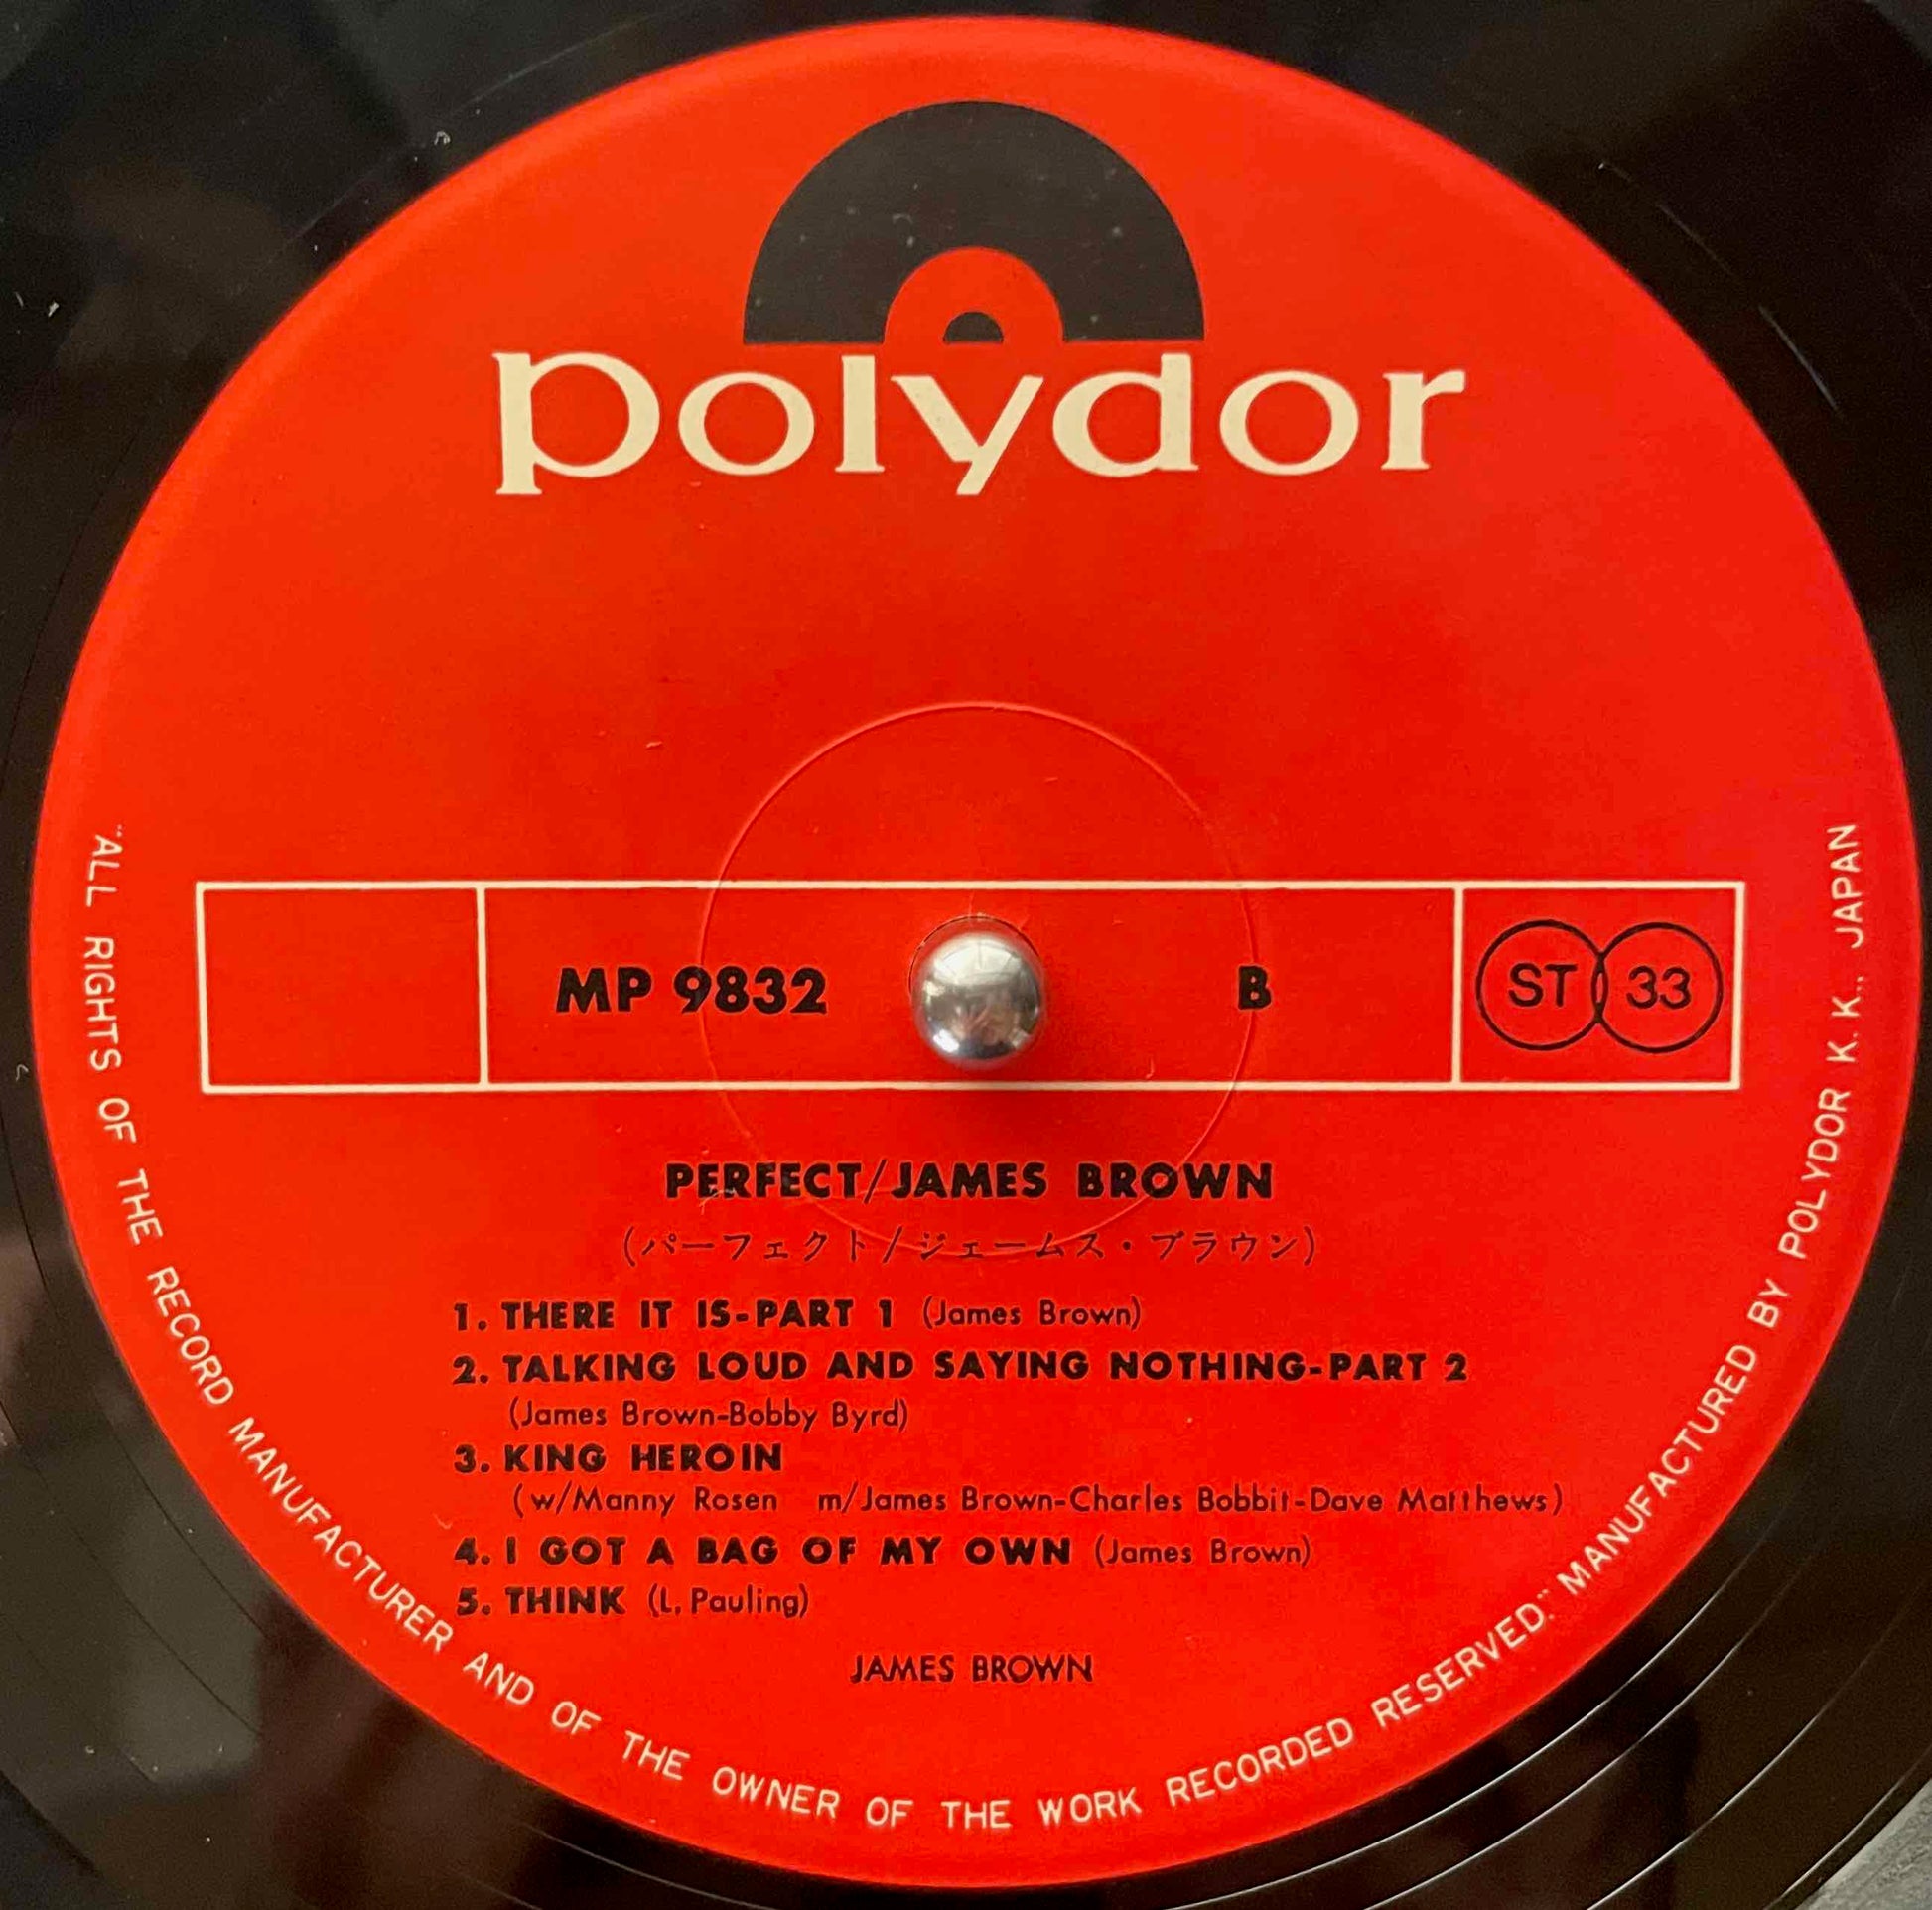 polydor
MP 9832 B ST 33
PERFECT/JAMES BROWN
(パーフェクト/ジェームス・ブラウン)
1. THERE IT IS-PART 1 (James Brown)
2. TALKING LOUD AND SAYING NOTHING-PART 2
(James Brown-Bobby Byrd)
3. KING HEROIN
(w/Manny Rosen m/James Brown-Charles Bobbit-Dave Matthews)
4. I GOT A BAG OF MY OWN (James Brown)
5. THINK (L. Pauling)
JAMES BROWN
"ALL RIGHTS OF THE RECORD MANUFACTURER AND OF THE OWNER OF THE WORK RECORDED RESERVED." MANUFACTURED BY POLYDOR K. K., JAPAN